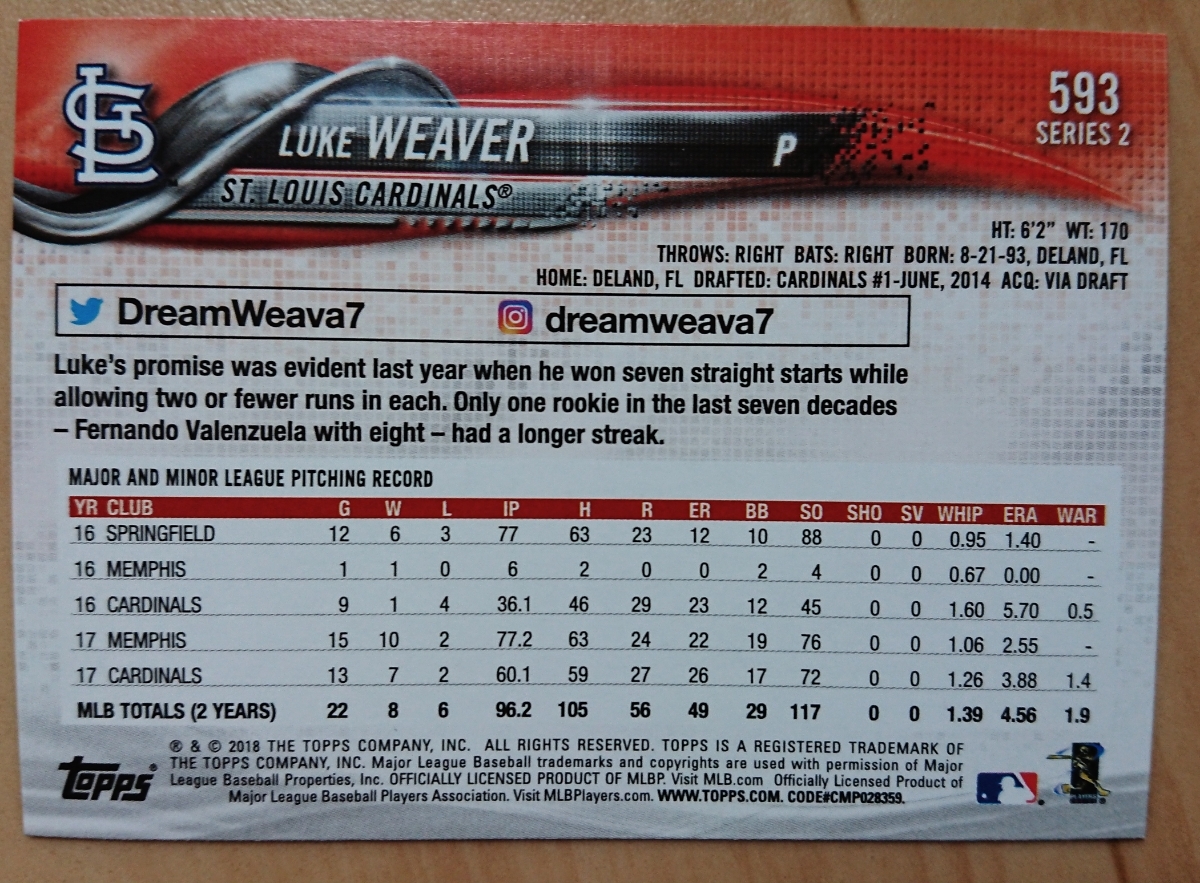 593
SERIES 2
STL
LUKE WEAVER P
ST. LOUIS CARDINALS®
HT: 6'2" WT: 170
THROWS: RIGHT BATS: RIGHT BORN: 8-21-93, DELAND, FL
HOME: DELAND, FL DRAFTED: CARDINALS #1-JUNE, 2014 ACQ: VIA DRAFT
DreamWeava7 dreamweava7
Luke's promise was evident last year when he won seven straight starts while
allowing two or fewer runs in each. Only one rookie in the last seven decades
– Fernando Valenzuela with eight – had a longer streak.
MAJOR AND MINOR LEAGUE PITCHING RECORD
YR CLUB G W L IP H R ER BB SO SHO SV WHIP ERA WAR
16 SPRINGFIELD 12 6 3 77 63 23 12 10 88 0 0 0.95 1.40 -
16 MEMPHIS 1 1 0 6 2 0 0 2 4 0 0 0.67 0.00 -
16 CARDINALS 9 1 4 36.1 46 29 23 12 45 0 0 1.60 5.70 0.5
17 MEMPHIS 15 10 2 77.2 63 24 22 19 76 0 0 1.06 2.55 -
17 CARDINALS 13 7 2 60.1 59 27 26 17 72 0 0 1.26 3.88 1.4
MLB TOTALS (2 YEARS) 22 8 6 96.2 105 56 49 29 117 0 0 1.39 4.56 1.9
® & © 2018 THE TOPPS COMPANY, INC. ALL RIGHTS RESERVED. TOPPS IS A REGISTERED TRADEMARK OF
THE TOPPS COMPANY, INC. Major League Baseball trademarks and copyrights are used with permission of Major
League Baseball Properties, Inc. OFFICIALLY LICENSED PRODUCT OF MLBP. Visit MLB.com Officially Licensed Product of
Major League Baseball Players Association. Visit MLBPlayers.com. WWW.TOPPS.COM. CODE#CMP028359.
topps®